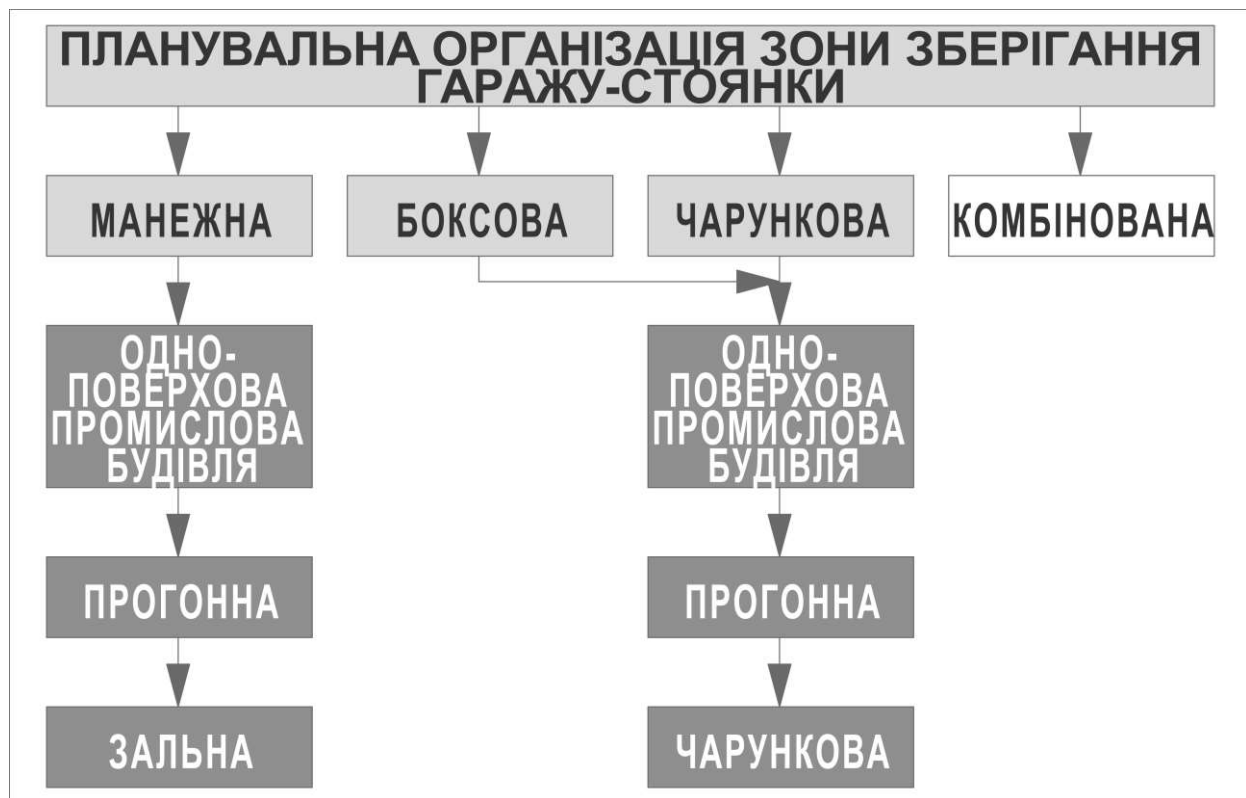 ПЛАНУВАЛЬНА ОРГАНІЗАЦІЯ ЗОНИ ЗБЕРІГАННЯ
ГАРАЖУ-СТОЯНКИ
МАНЕЖНА
БОКСОВА
ЧАРУНКОВА
КОМБІНОВАНА
ОДНО-
ПОВЕРХОВА
ПРОМИСЛОВА
БУДІВЛЯ
ОДНО-
ПОВЕРХОВА
ПРОМИСЛОВА
БУДІВЛЯ
ПРОГОННА
ПРОГОННА
ЗАЛЬНА
ЧАРУНКОВА